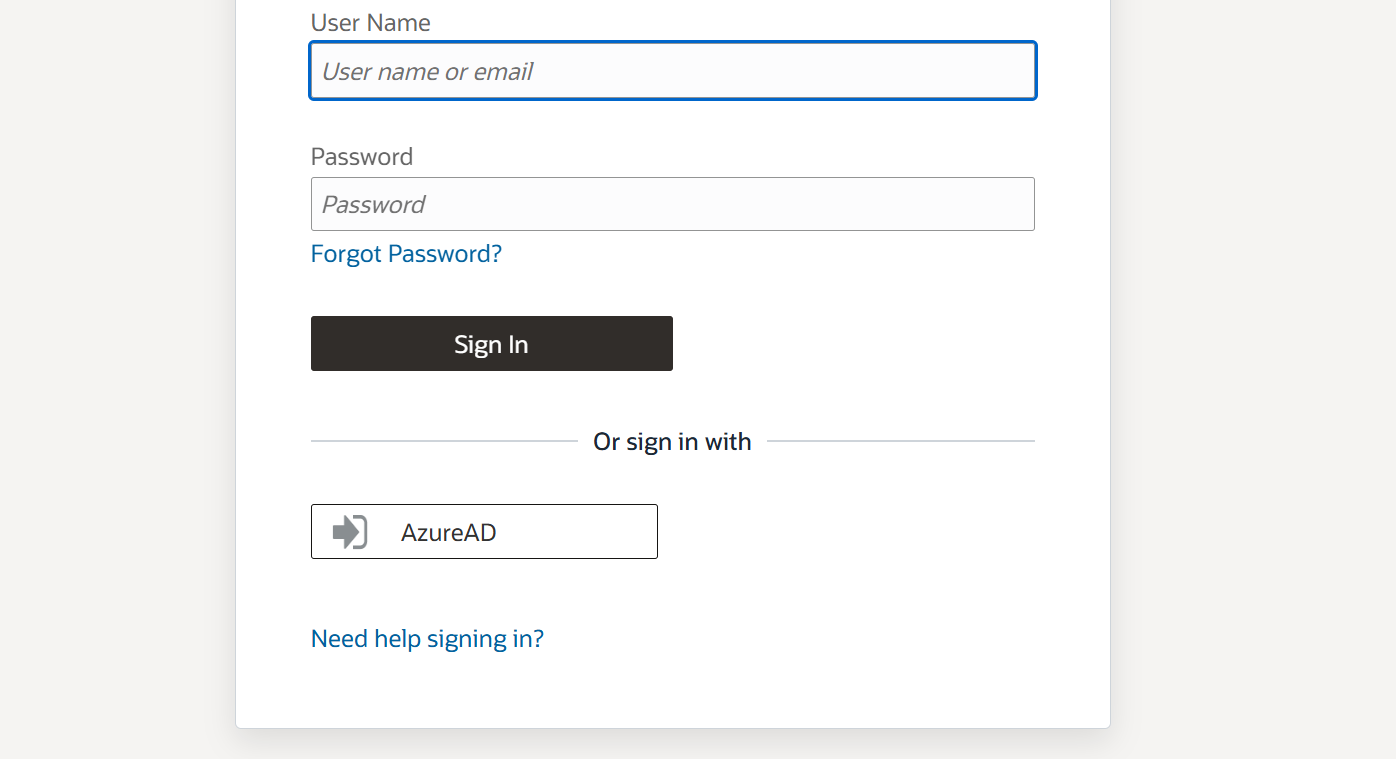 User Name
User name or email
Password
Password
Forgot Password?
Sign In
Or sign in with
AzureAD
Need help signing in?